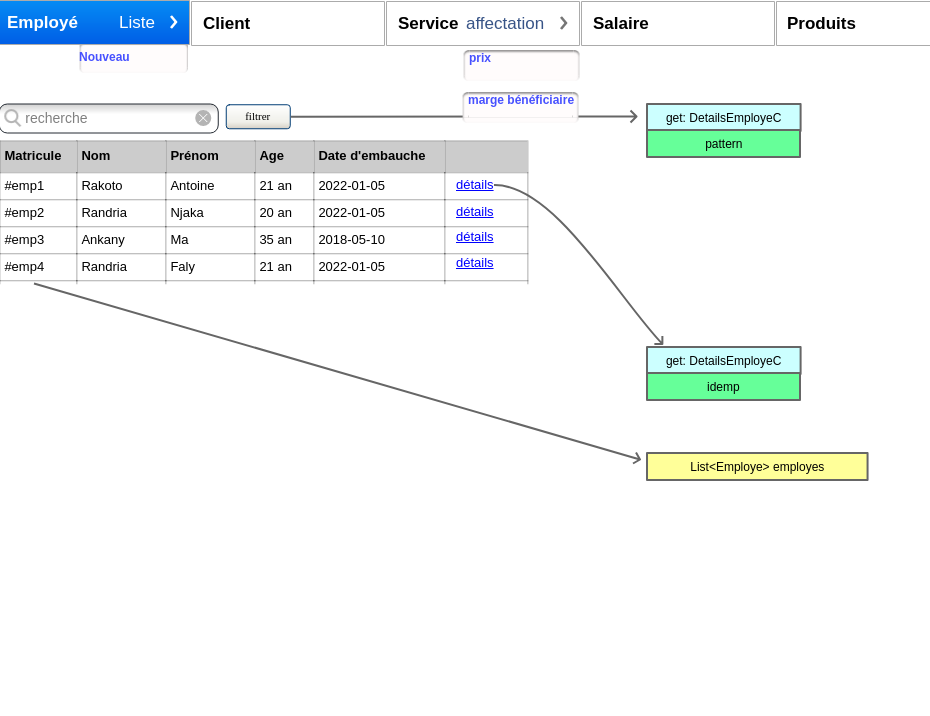 Employé Liste Client Service affectation Salaire Produits
Nouveau prix
marge bénéficiaire
recherche filtrer get: DetailsEmployeC
pattern
Matricule Nom Prénom Age Date d'embauche
#emp1 Rakoto Antoine 21 an 2022-01-05 détails
#emp2 Randria Njaka 20 an 2022-01-05 détails
#emp3 Ankany Ma 35 an 2018-05-10 détails
#emp4 Randria Faly 21 an 2022-01-05 détails
get: DetailsEmployeC
idemp
List<Employe> employes